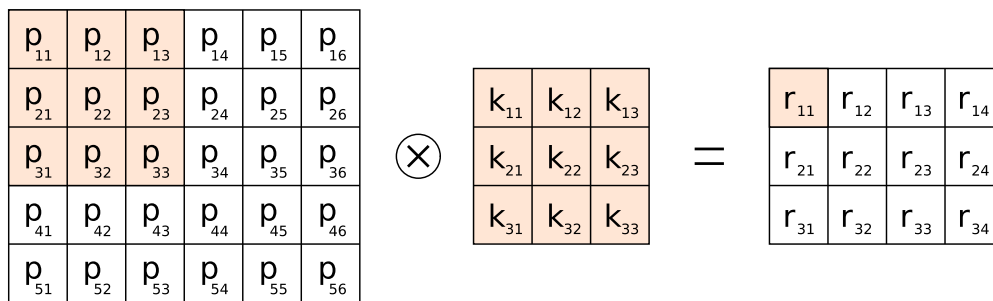 p11 p12 p13 p14 p15 p16
p21 p22 p23 p24 p25 p26
p31 p32 p33 p34 p35 p36
p41 p42 p43 p44 p45 p46
p51 p52 p53 p54 p55 p56
⊗
k11 k12 k13
k21 k22 k23
k31 k32 k33
=
r11 r12 r13 r14
r21 r22 r23 r24
r31 r32 r33 r34